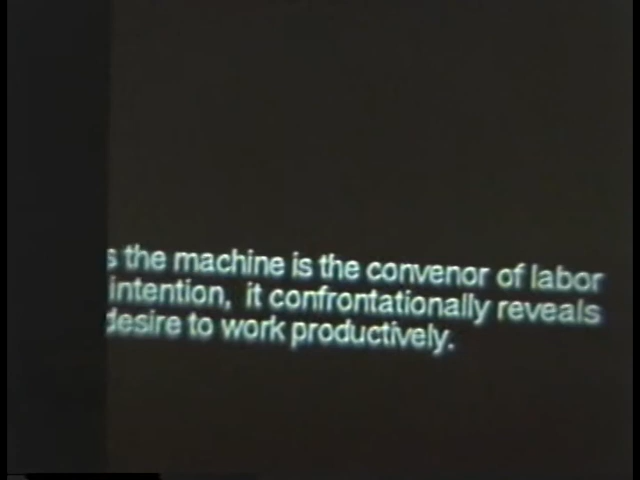 s the machine is the convenor of labor
intention, it confrontationally reveals
desire to work productively.